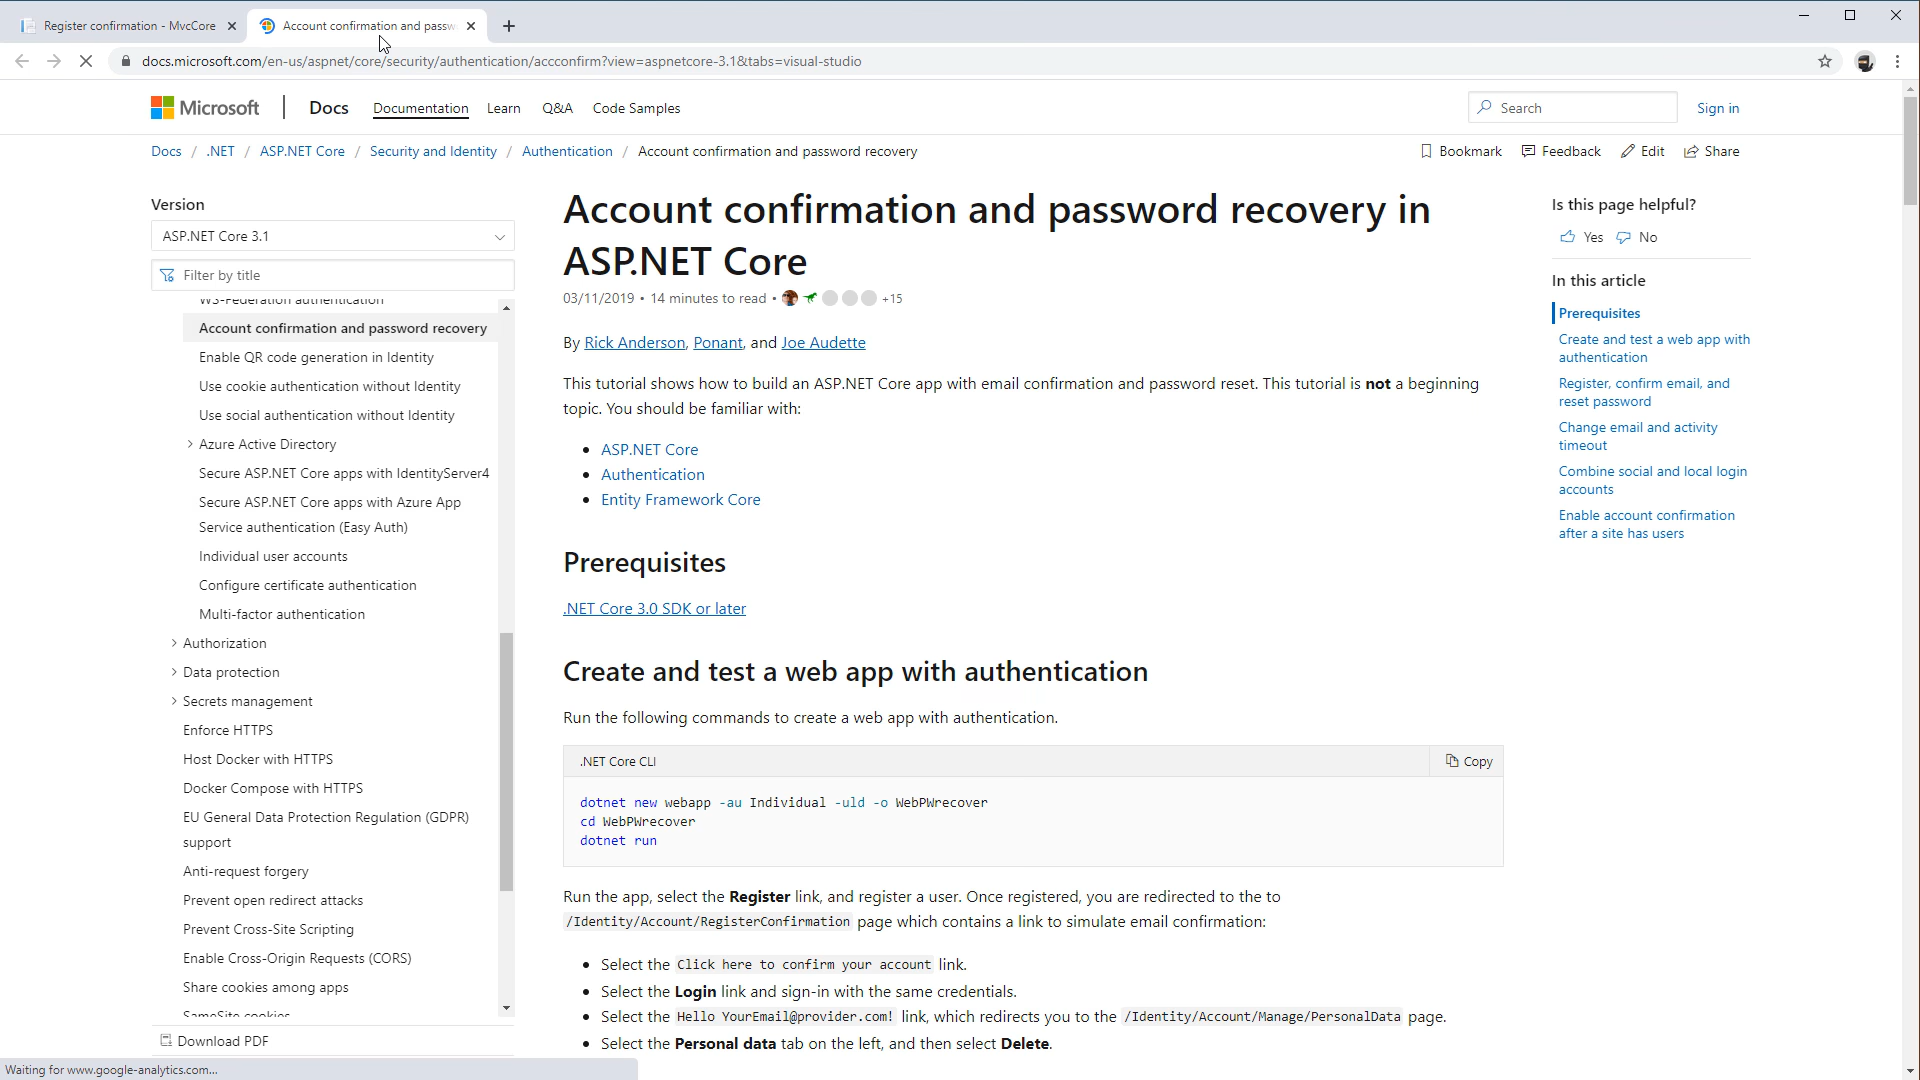 Register confirmation - MvcCore
Account confirmation and passw
docs.microsoft.com/en-us/aspnet/core/security/authentication/accconfirm?view=aspnetcore-3.1&tabs=visual-studio
Microsoft
Docs
Documentation
Learn
Q&A
Code Samples
Search
Sign in
Docs / .NET / ASP.NET Core / Security and Identity / Authentication / Account confirmation and password recovery
Bookmark
Feedback
Edit
Share
Version
ASP.NET Core 3.1
Filter by title
WS-Federation authentication
Account confirmation and password recovery
Enable QR code generation in Identity
Use cookie authentication without Identity
Use social authentication without Identity
Azure Active Directory
Secure ASP.NET Core apps with IdentityServer4
Secure ASP.NET Core apps with Azure App
Service authentication (Easy Auth)
Individual user accounts
Configure certificate authentication
Multi-factor authentication
Authorization
Data protection
Secrets management
Enforce HTTPS
Host Docker with HTTPS
Docker Compose with HTTPS
EU General Data Protection Regulation (GDPR)
support
Anti-request forgery
Prevent open redirect attacks
Prevent Cross-Site Scripting
Enable Cross-Origin Requests (CORS)
Share cookies among apps
SameSite cookies
Download PDF
Account confirmation and password recovery in
ASP.NET Core
03/11/2019 • 14 minutes to read • +15
By Rick Anderson, Ponant, and Joe Audette
This tutorial shows how to build an ASP.NET Core app with email confirmation and password reset. This tutorial is not a beginning
topic. You should be familiar with:
• ASP.NET Core
• Authentication
• Entity Framework Core
Prerequisites
.NET Core 3.0 SDK or later
Create and test a web app with authentication
Run the following commands to create a web app with authentication.
.NET Core CLI
Copy
dotnet new webapp -au Individual -uld -o WebPWrecover
cd WebPWrecover
dotnet run
Run the app, select the Register link, and register a user. Once registered, you are redirected to the to
/Identity/Account/RegisterConfirmation page which contains a link to simulate email confirmation:
• Select the Click here to confirm your account link.
• Select the Login link and sign-in with the same credentials.
• Select the Hello YourEmail@provider.com! link, which redirects you to the /Identity/Account/Manage/PersonalData page.
• Select the Personal data tab on the left, and then select Delete.
Is this page helpful?
Yes
No
In this article
Prerequisites
Create and test a web app with
authentication
Register, confirm email, and
reset password
Change email and activity
timeout
Combine social and local login
accounts
Enable account confirmation
after a site has users
Waiting for www.google-analytics.com...